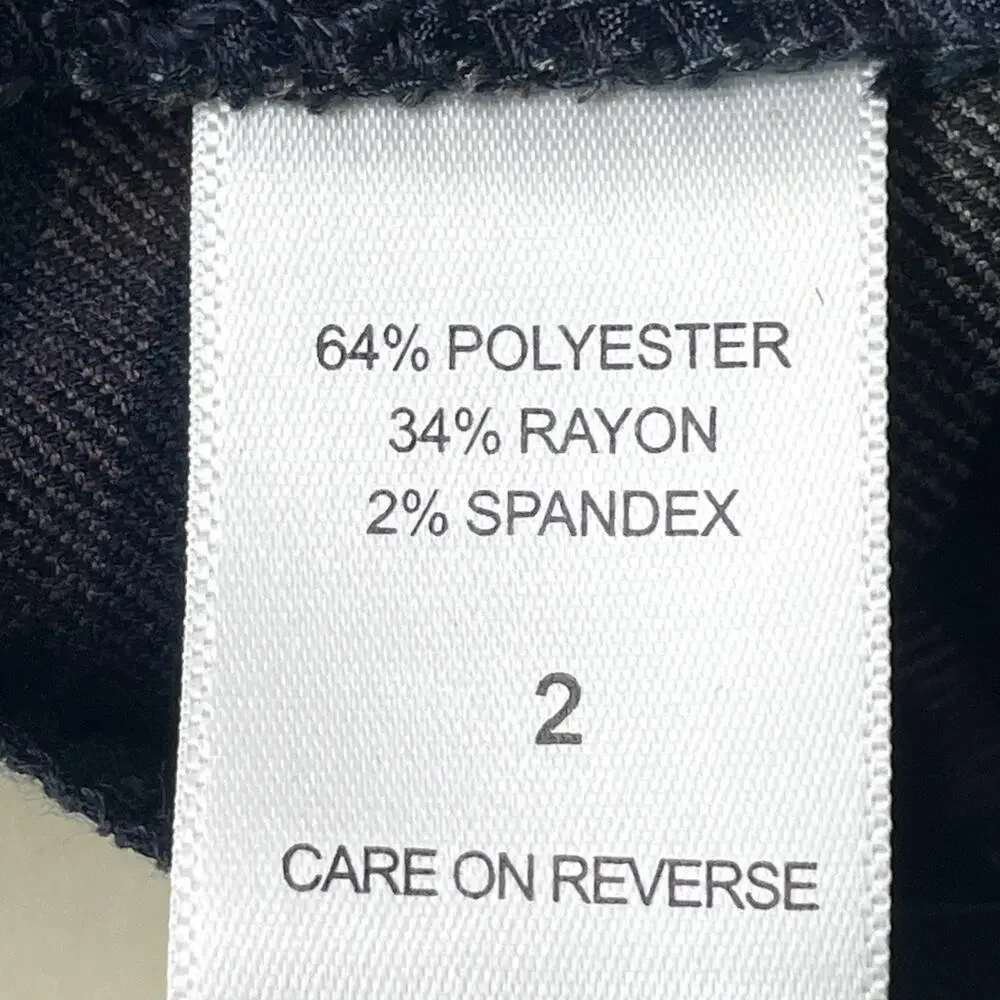 64% POLYESTER
34% RAYON
2% SPANDEX
2
CARE ON REVERSE